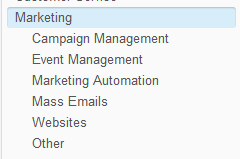 Marketing
Campaign Management
Event Management
Marketing Automation
Mass Emails
Websites
Other